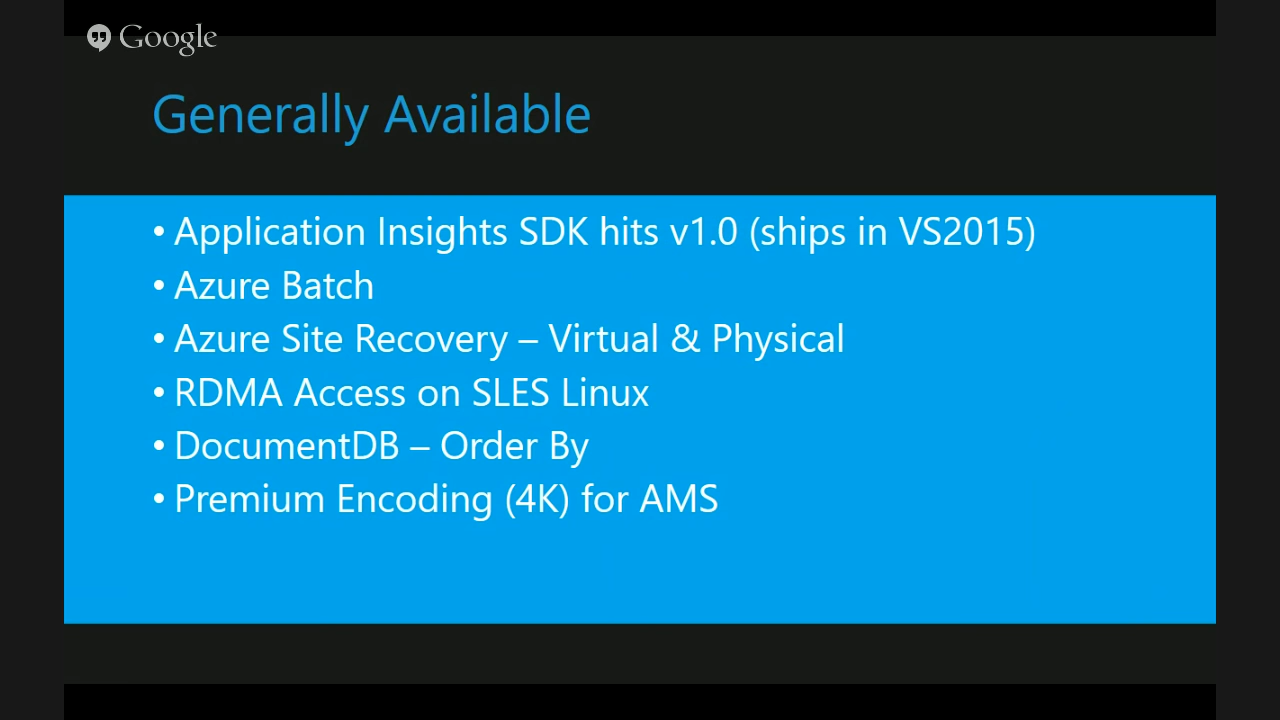 Google
Generally Available
• Application Insights SDK hits v1.0 (ships in VS2015)
• Azure Batch
• Azure Site Recovery – Virtual & Physical
• RDMA Access on SLES Linux
• DocumentDB – Order By
• Premium Encoding (4K) for AMS